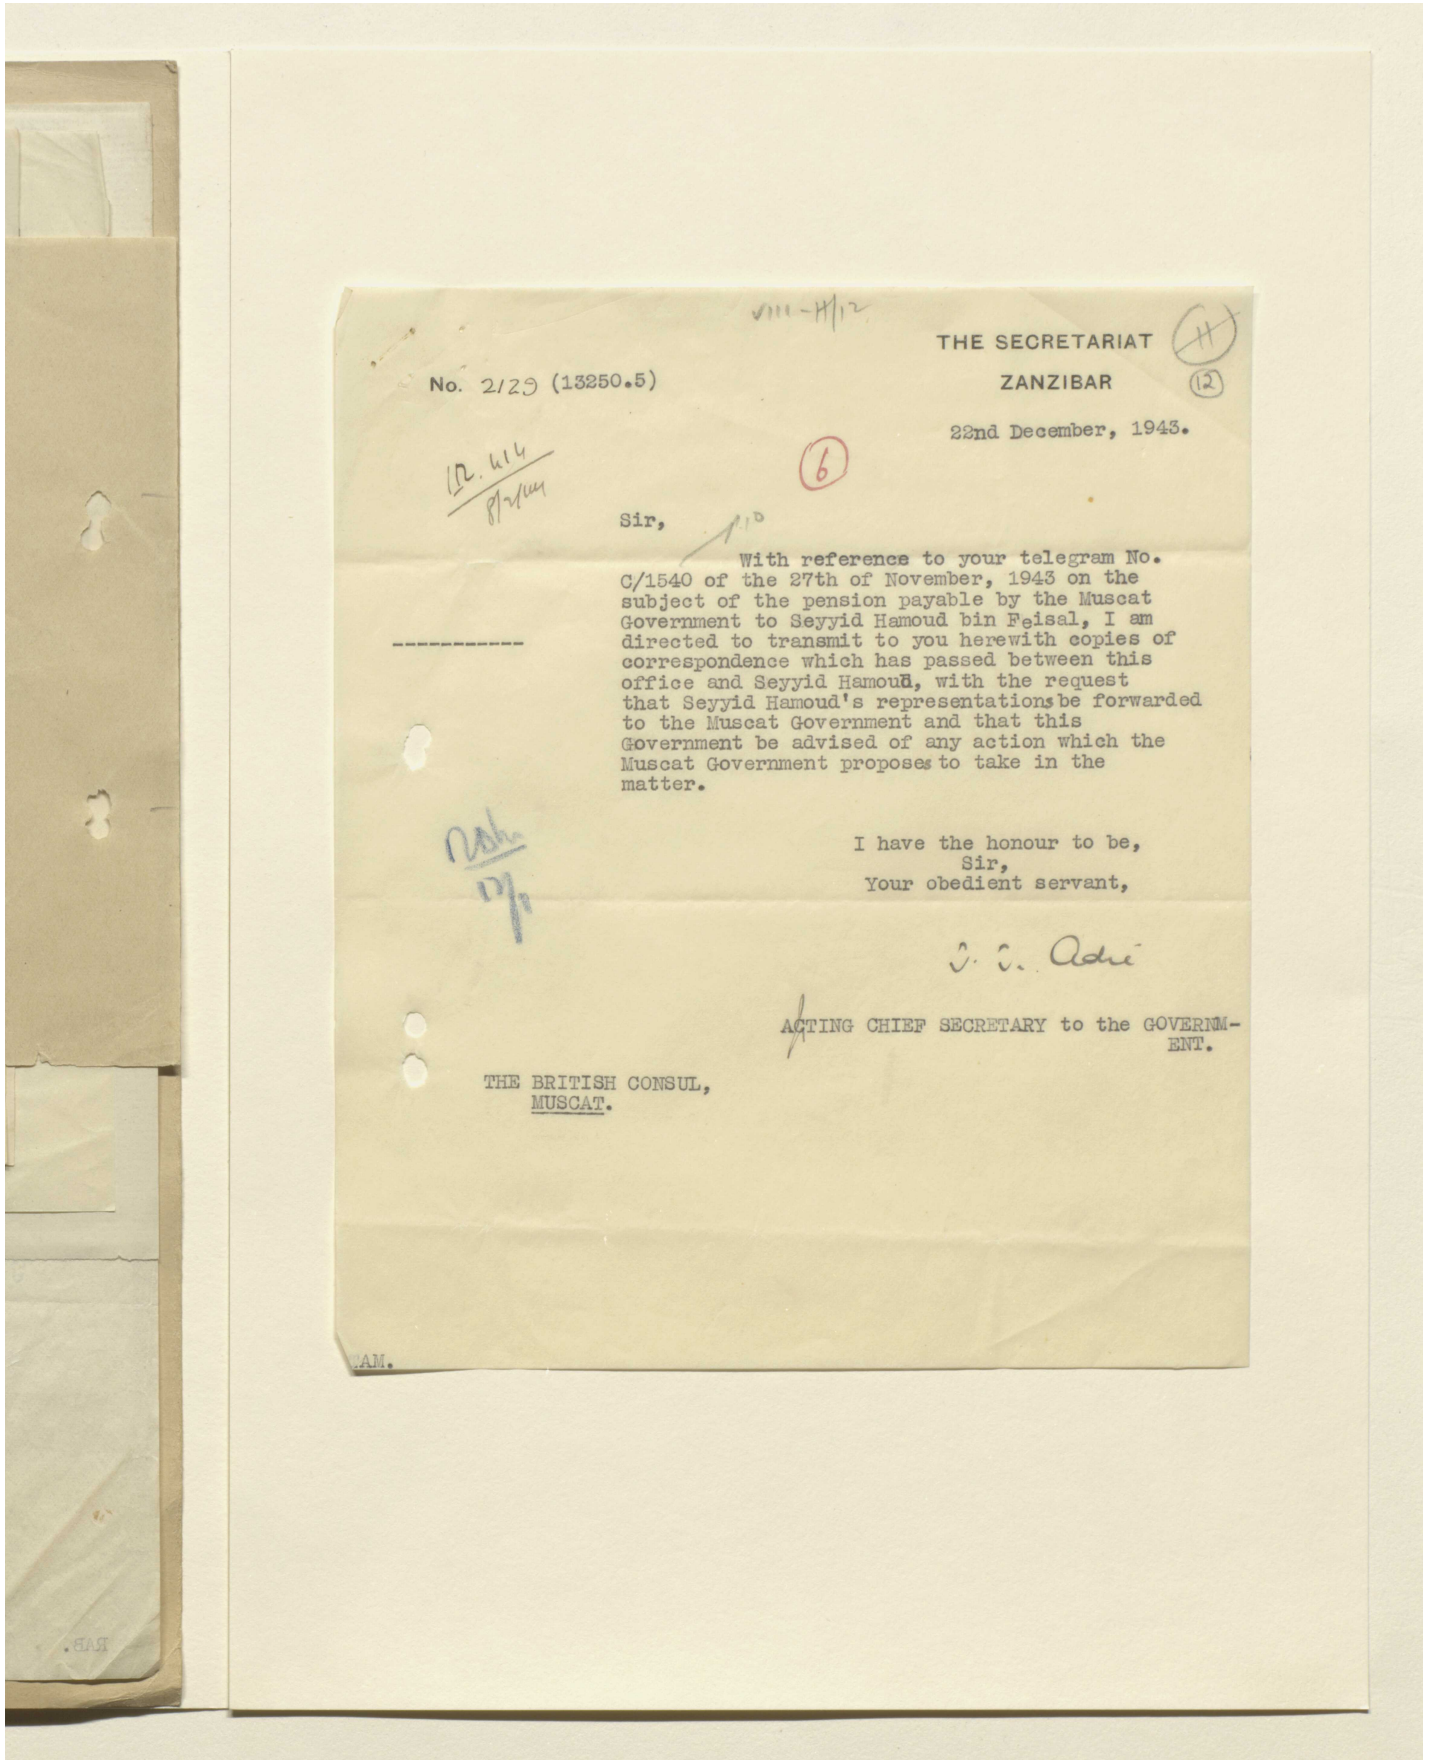 VIII-H/12
THE SECRETARIAT
ZANZIBAR
12
No. 2129 (13250.5)
22nd December, 1943.
6
Sir,
With reference to your telegram No.
C/1540 of the 27th of November, 1943 on the
subject of the pension payable by the Muscat
Government to Seyyid Hamoud bin Feisal, I am
directed to transmit to you herewith copies of
correspondence which has passed between this
office and Seyyid Hamoud, with the request
that Seyyid Hamoud's representations be forwarded
to the Muscat Government and that this
Government be advised of any action which the
Muscat Government proposes to take in the
matter.
I have the honour to be,
Sir,
Your obedient servant,
ACTING CHIEF SECRETARY to the GOVERNM-
ENT.
THE BRITISH CONSUL,
MUSCAT.
TAM.
RAB.